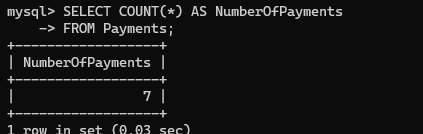 mysql> SELECT COUNT(*) AS NumberOfPayments
    -> FROM Payments;
+------------------+
| NumberOfPayments |
+------------------+
|                7 |
+------------------+
1 row in set (0.03 sec)